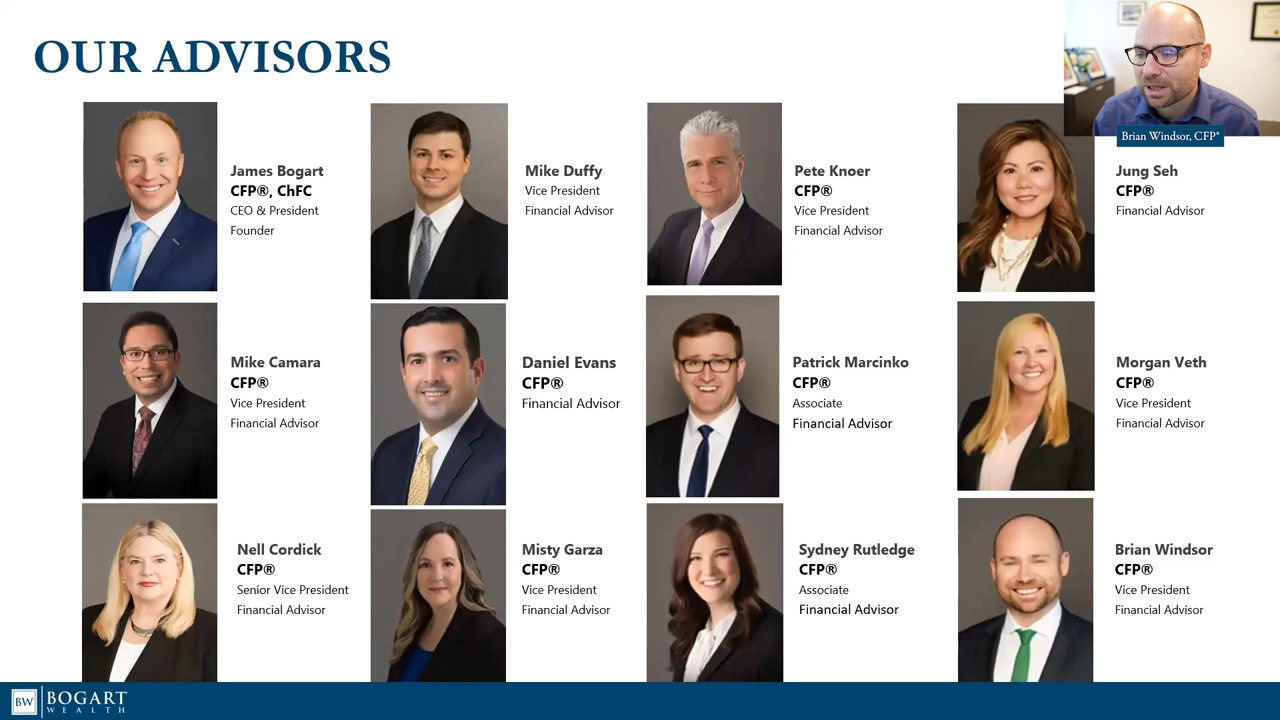 OUR ADVISORS
Brian Windsor, CFP®
James Bogart
CFP®, ChFC
CEO & President
Founder
Mike Duffy
Vice President
Financial Advisor
Pete Knoer
CFP®
Vice President
Financial Advisor
Jung Seh
CFP®
Financial Advisor
Mike Camara
CFP®
Vice President
Financial Advisor
Daniel Evans
CFP®
Financial Advisor
Patrick Marcinko
CFP®
Associate
Financial Advisor
Morgan Veth
CFP®
Vice President
Financial Advisor
Nell Cordick
CFP®
Senior Vice President
Financial Advisor
Misty Garza
CFP®
Vice President
Financial Advisor
Sydney Rutledge
CFP®
Associate
Financial Advisor
Brian Windsor
CFP®
Vice President
Financial Advisor
BW
BOGART
WEALTH